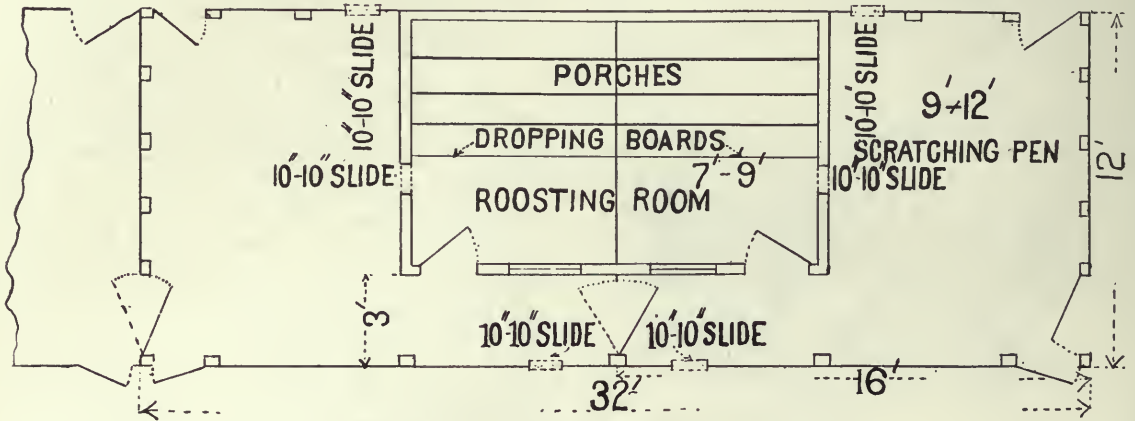 10"-10" SLIDE
10"-10" SLIDE
PORCHES
9'×12'
DROPPING BOARDS
SCRATCHING PEN
12'
10"-10" SLIDE
7'-9'
10"-10" SLIDE
ROOSTING ROOM
3'
10"-10" SLIDE
10"-10" SLIDE
16'
32'